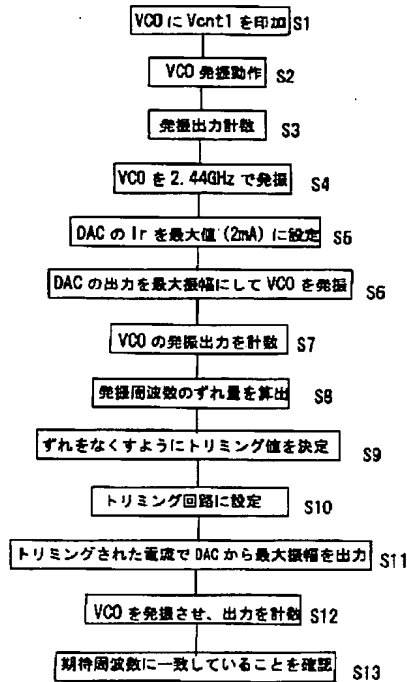 VCO に Vcnt1 を印加 S1
VCO 発振動作 S2
発振出力計数 S3
VCO を 2.44GHz で発振 S4
DAC の Ir を最大値 (2mA) に設定 S5
DAC の出力を最大振幅にして VCO を発振 S6
VCO の発振出力を計数 S7
発振周波数のずれ量を算出 S8
ずれをなくすようにトリミング値を決定 S9
トリミング回路に設定 S10
トリミングされた電流で DAC から最大振幅を出力 S11
VCO を発振させ、出力を計数 S12
期待周波数に一致していることを確認 S13